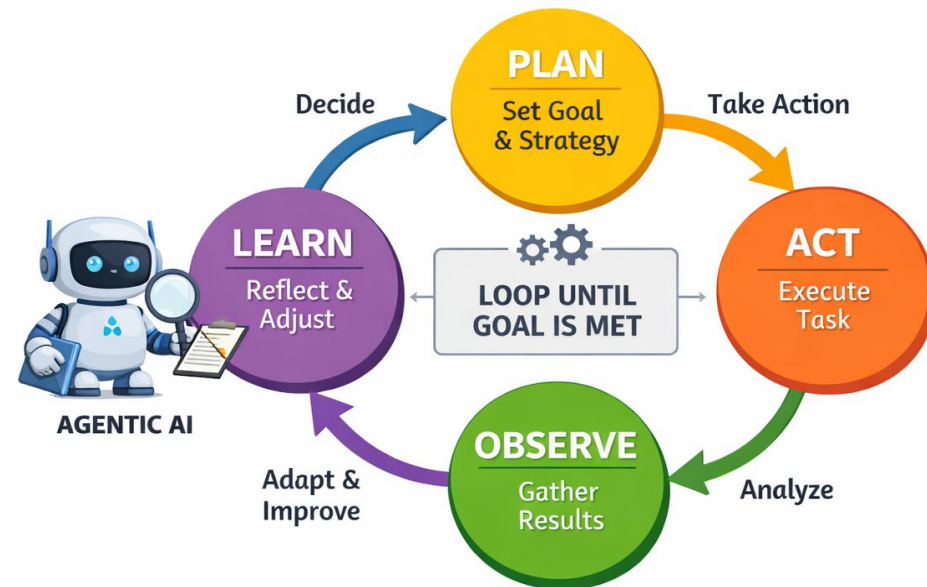 PLAN
Set Goal
& Strategy
Decide
Take Action
LEARN
Reflect &
Adjust
ACT
Execute
Task
LOOP UNTIL
GOAL IS MET
AGENTIC AI
OBSERVE
Gather
Results
Adapt &
Improve
Analyze